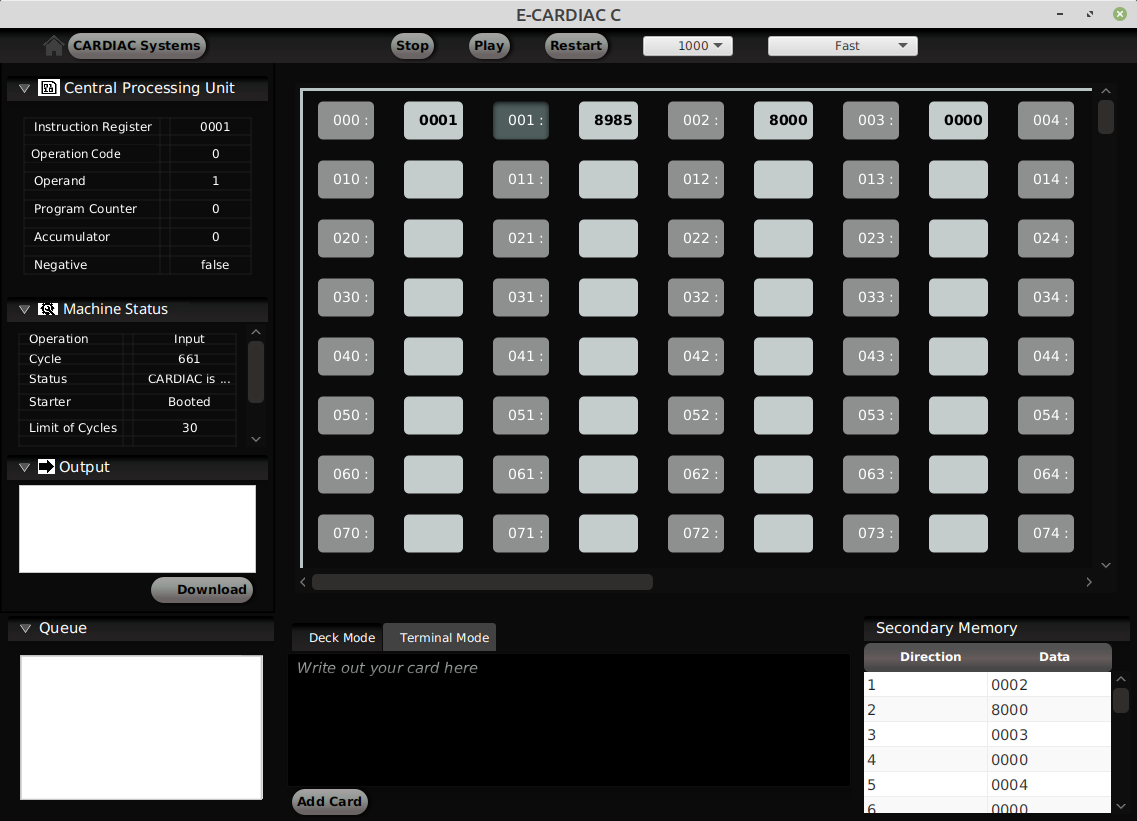 E-CARDIAC C
CARDIAC Systems Stop Play Restart 1000 Fast
Central Processing Unit
Instruction Register 0001
Operation Code 0
Operand 1
Program Counter 0
Accumulator 0
Negative false
Machine Status
Operation Input
Cycle 661
Status CARDIAC is ...
Starter Booted
Limit of Cycles 30
Output
Download
Queue
000 : 0001 001 : 8985 002 : 8000 003 : 0000 004 :
010 : 011 : 012 : 013 : 014 :
020 : 021 : 022 : 023 : 024 :
030 : 031 : 032 : 033 : 034 :
040 : 041 : 042 : 043 : 044 :
050 : 051 : 052 : 053 : 054 :
060 : 061 : 062 : 063 : 064 :
070 : 071 : 072 : 073 : 074 :
Deck Mode Terminal Mode
Write out your card here
Add Card
Secondary Memory
Direction Data
1 0002
2 8000
3 0003
4 0000
5 0004
6 0000